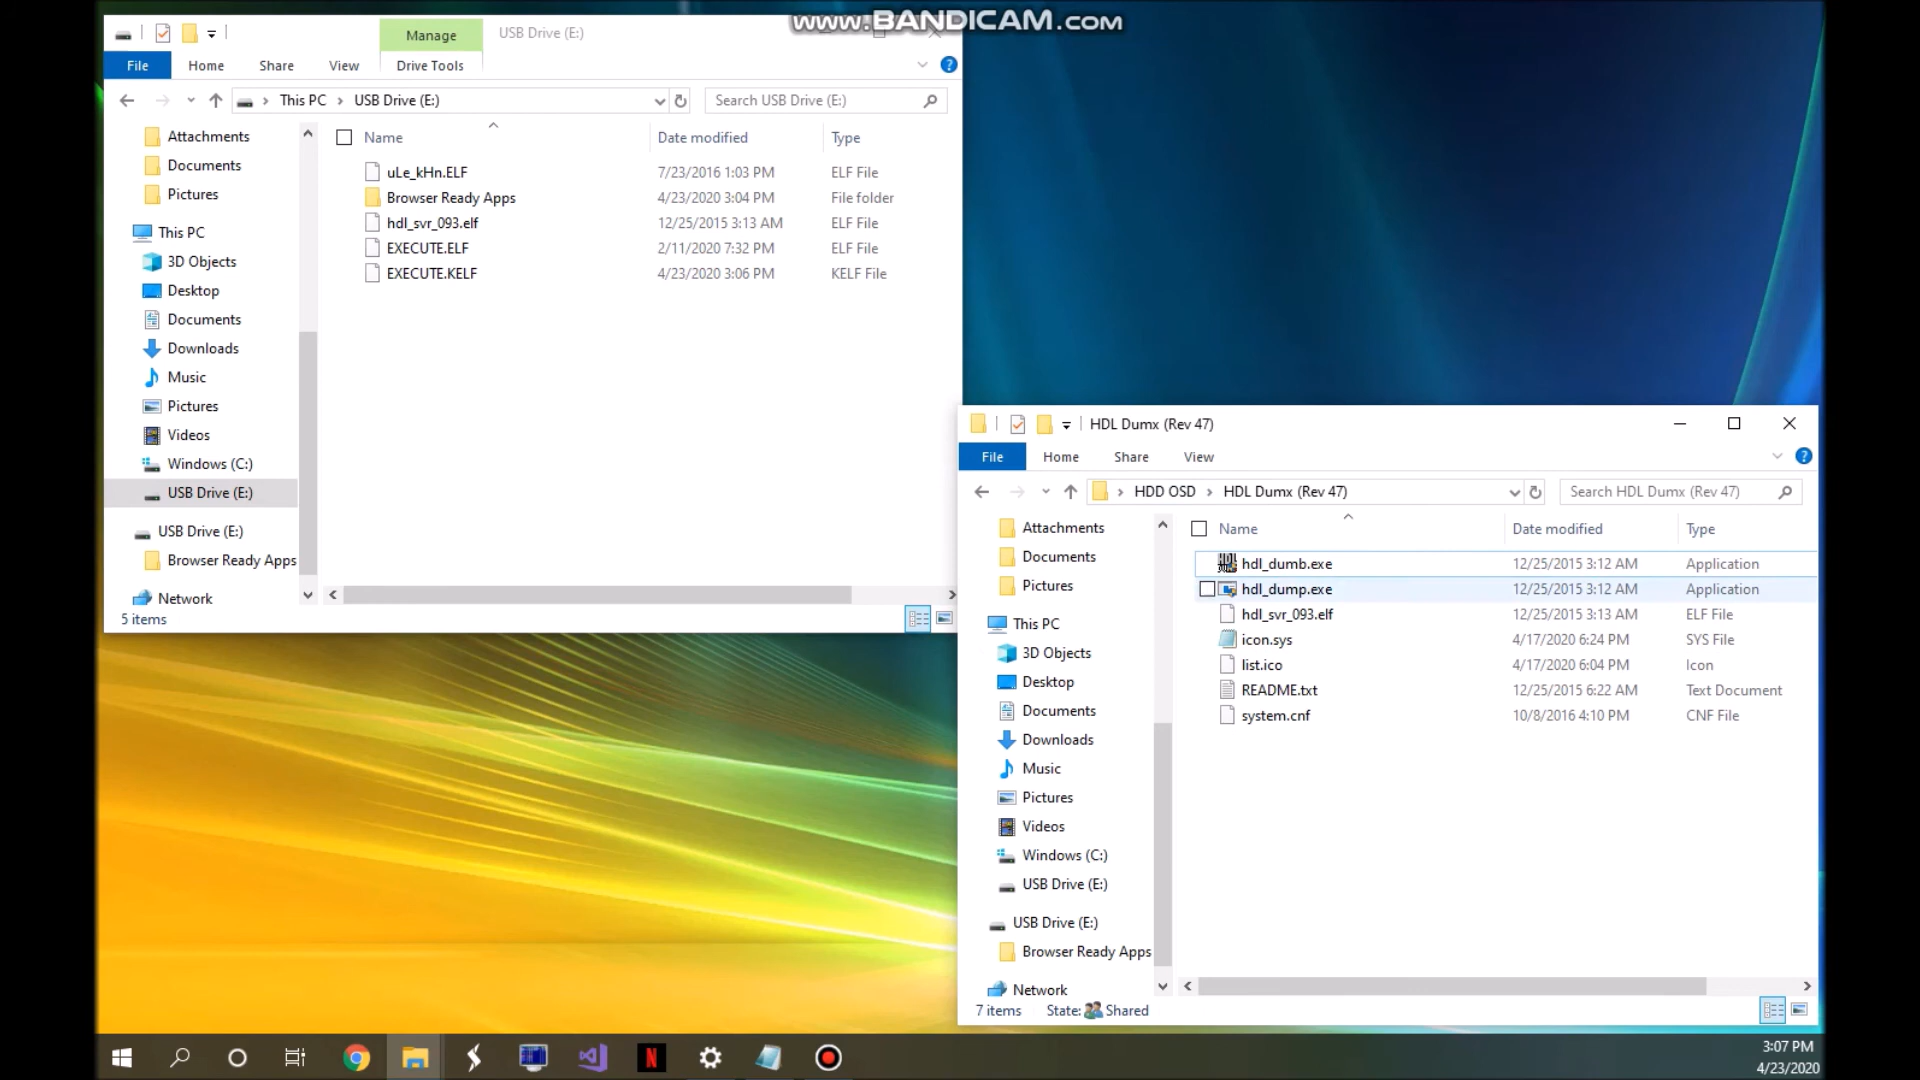 www.BANDICAM.com
Manage
USB Drive (E:)
File
Home
Share
View
Drive Tools
This PC
USB Drive (E:)
Search USB Drive (E:)
Attachments
Documents
Pictures
This PC
3D Objects
Desktop
Documents
Downloads
Music
Pictures
Videos
Windows (C:)
USB Drive (E:)
USB Drive (E:)
Browser Ready Apps
Network
Name Date modified Type
uLe_kHn.ELF 7/23/2016 1:03 PM ELF File
Browser Ready Apps 4/23/2020 3:04 PM File folder
hdl_svr_093.elf 12/25/2015 3:13 AM ELF File
EXECUTE.ELF 2/11/2020 7:32 PM ELF File
EXECUTE.KELF 4/23/2020 3:06 PM KELF File
5 items
HDL Dumx (Rev 47)
File
Home
Share
View
HDD OSD
HDL Dumx (Rev 47)
Search HDL Dumx (Rev 47)
Attachments
Documents
Pictures
This PC
3D Objects
Desktop
Documents
Downloads
Music
Pictures
Videos
Windows (C:)
USB Drive (E:)
USB Drive (E:)
Browser Ready Apps
Network
Name Date modified Type
hdl_dumb.exe 12/25/2015 3:12 AM Application
hdl_dump.exe 12/25/2015 3:12 AM Application
hdl_svr_093.elf 12/25/2015 3:13 AM ELF File
icon.sys 4/17/2020 6:24 PM SYS File
list.ico 4/17/2020 6:04 PM Icon
README.txt 12/25/2015 6:22 AM Text Document
system.cnf 10/8/2016 4:10 PM CNF File
7 items State: Shared
3:07 PM
4/23/2020